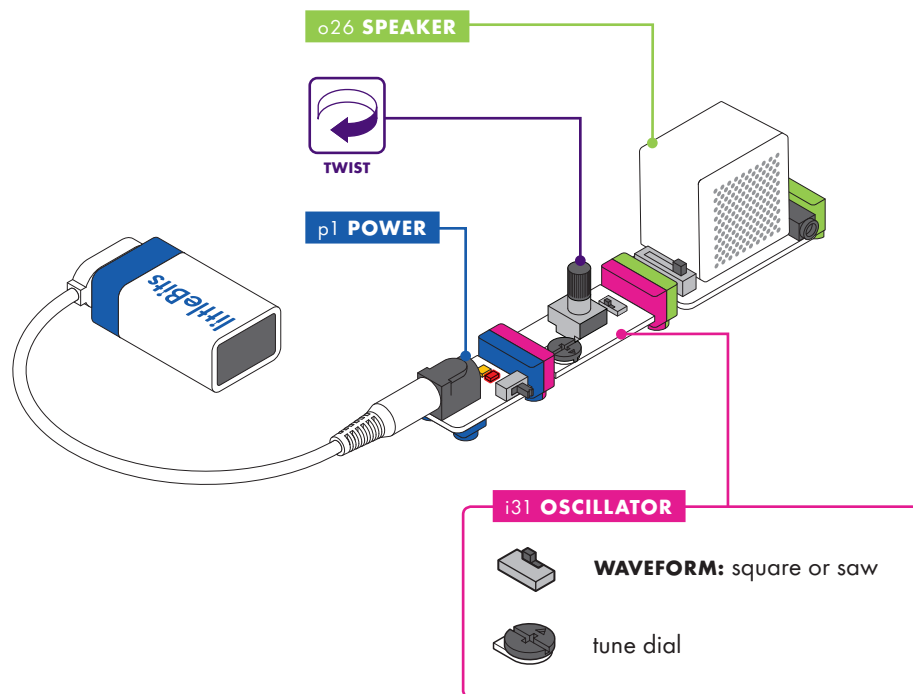 o26 SPEAKER
TWIST
p1 POWER
littleBits
i31 OSCILLATOR
WAVEFORM: square or saw
tune dial